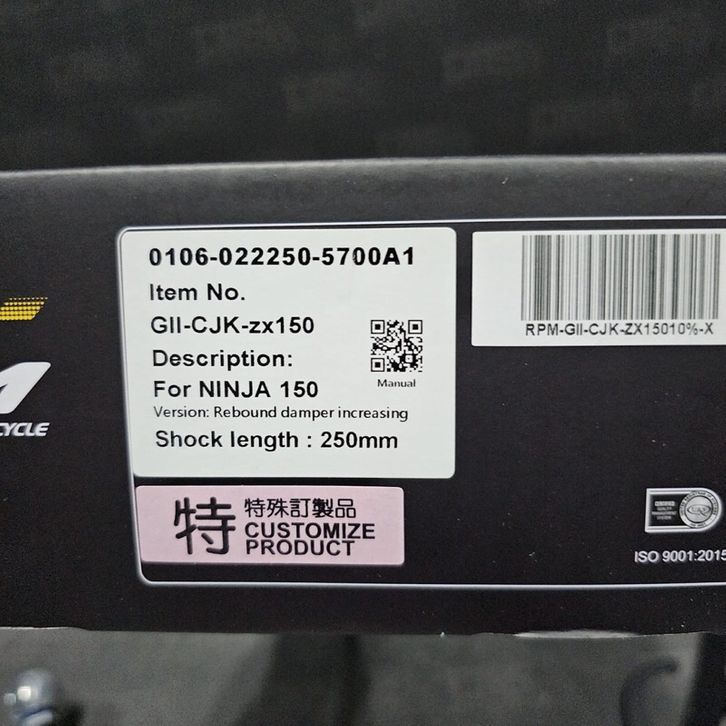 0106-022250-5700A1
Item No.
GII-CJK-zx150
Description:
For NINJA 150
Version: Rebound damper increasing
Shock length : 250mm
Manual
RPM-GII-CJK-ZX15010%-X
特 特殊訂製品
CUSTOMIZE
PRODUCT
M
CYCLE
CERTIFIED
ISO 9001:2015